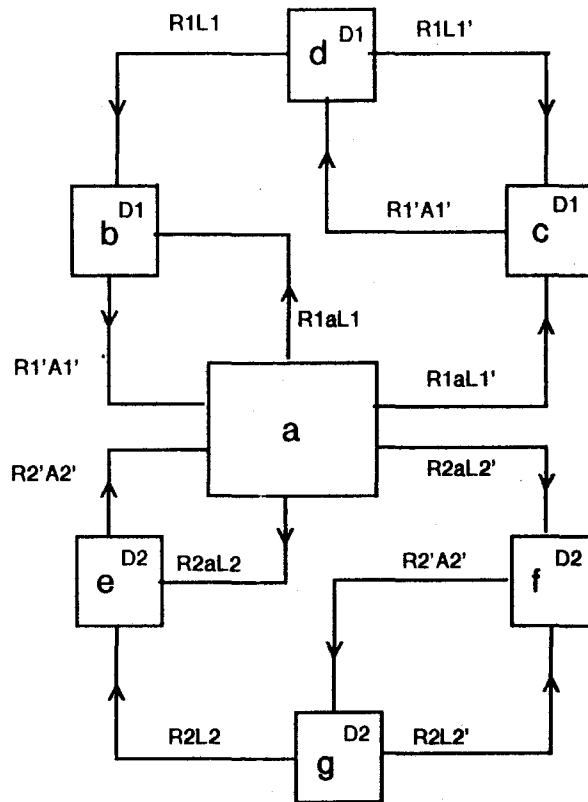 R1L1
d D1
R1L1'
b D1
R1'A1'
c D1
R1aL1
R1'A1'
R1aL1'
a
R2'A2'
R2aL2'
e D2
R2aL2
R2'A2'
f D2
R2L2
g D2
R2L2'